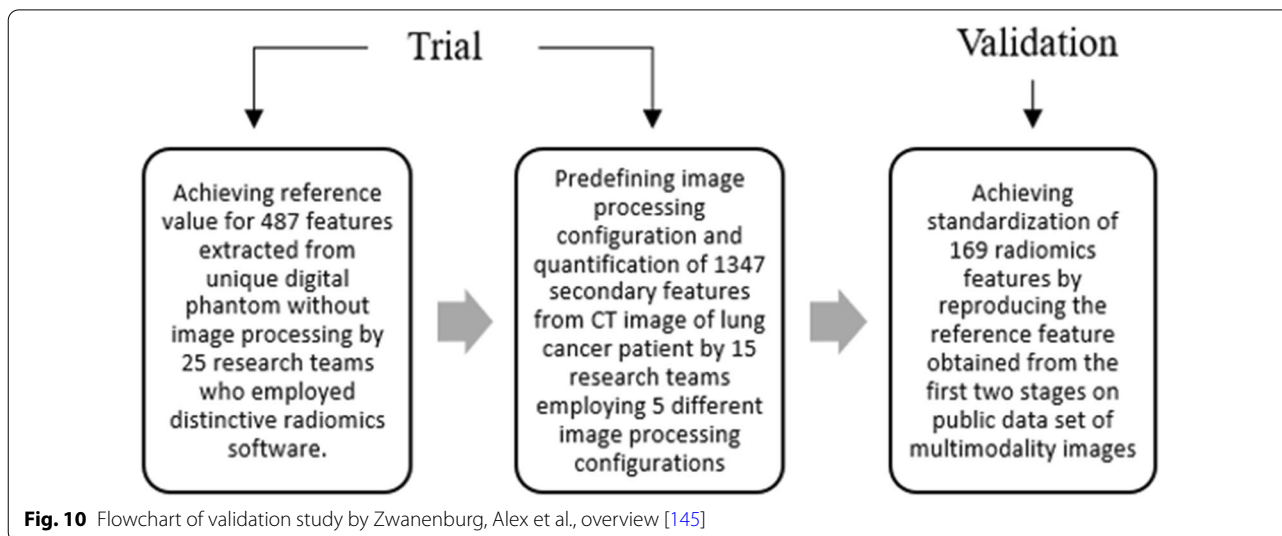 Trial
Validation
Achieving reference
value for 487 features
extracted from
unique digital
phantom without
image processing by
25 research teams
who employed
distinctive radiomics
software.
Predefining image
processing
configuration and
quantification of 1347
secondary features
from CT image of lung
cancer patient by 15
research teams
employing 5 different
image processing
configurations
Achieving
standardization of
169 radiomics
features by
reproducing the
reference feature
obtained from the
first two stages on
public data set of
multimodality images
Fig. 10 Flowchart of validation study by Zwanenburg, Alex et al., overview [145]